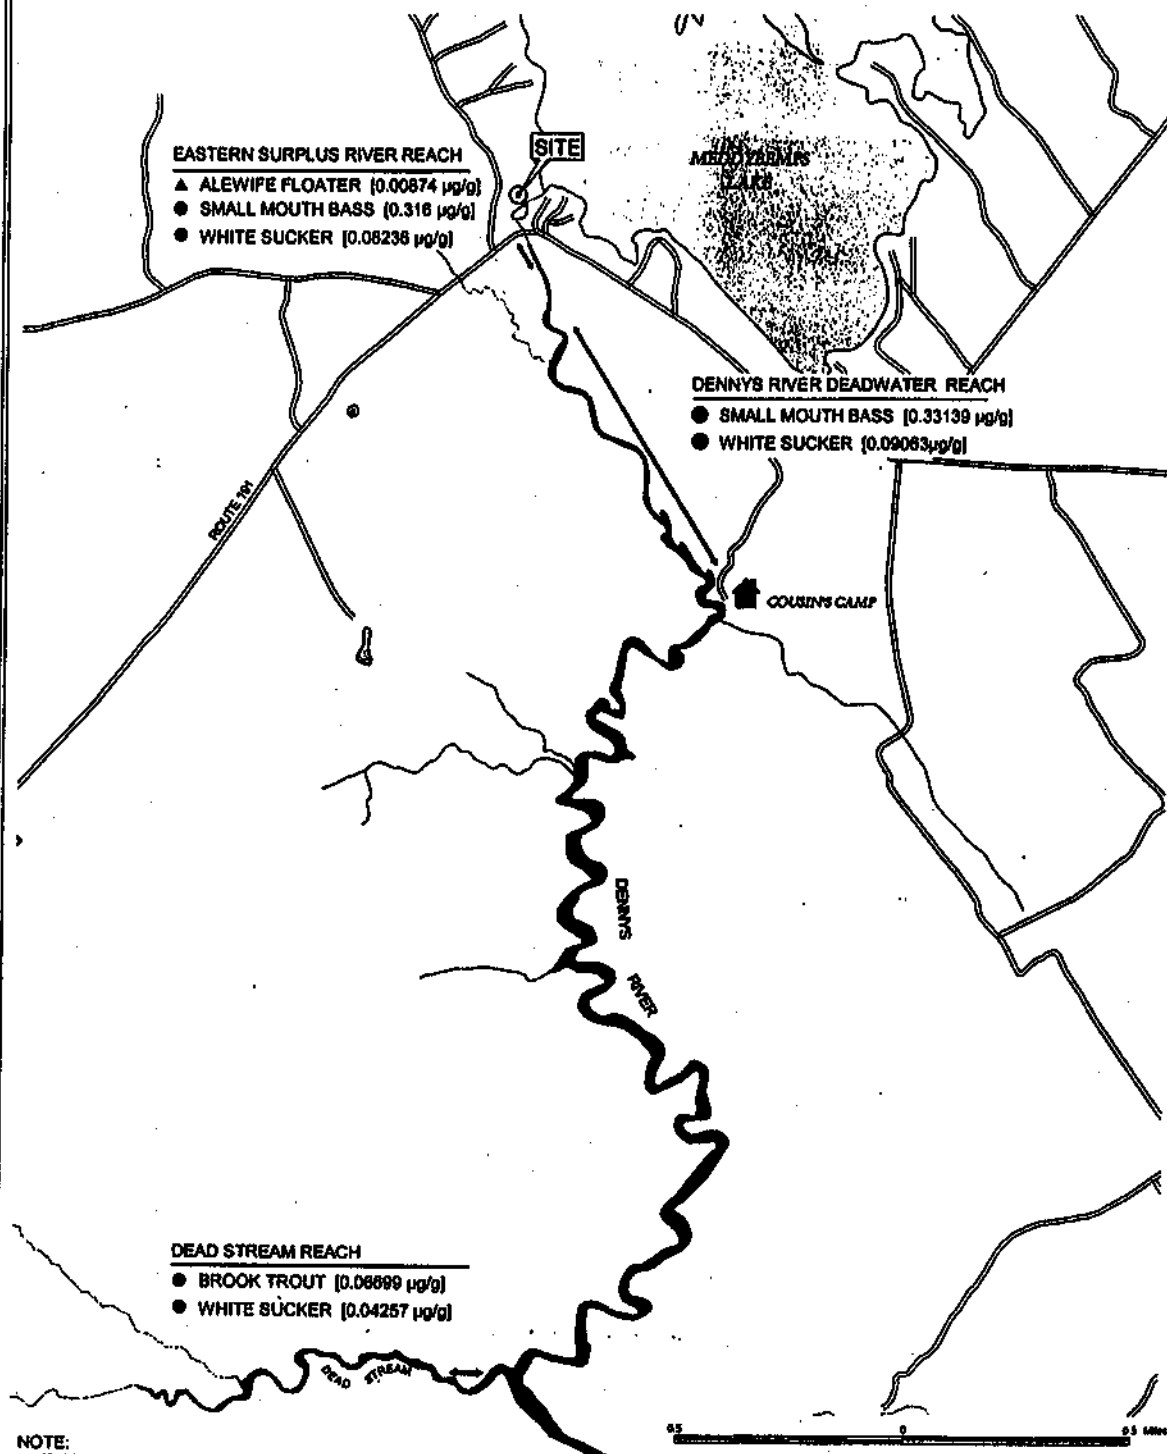 SITE
EASTERN SURPLUS RIVER REACH
▲ ALEWIFE FLOATER [0.00874 µg/g]
● SMALL MOUTH BASS [0.316 µg/g]
● WHITE SUCKER [0.08236 µg/g]
MEDDYBEMPS
LAKE
DENNYS RIVER DEADWATER REACH
● SMALL MOUTH BASS [0.33139 µg/g]
● WHITE SUCKER [0.09063µg/g]
ROUTE 191
COUSIN'S CAMP
DENNYS
RIVER
DEAD STREAM REACH
● BROOK TROUT [0.06699 µg/g]
● WHITE SUCKER [0.04257 µg/g]
DEAD STREAM
0.5 0 0.5 Miles
NOTE: